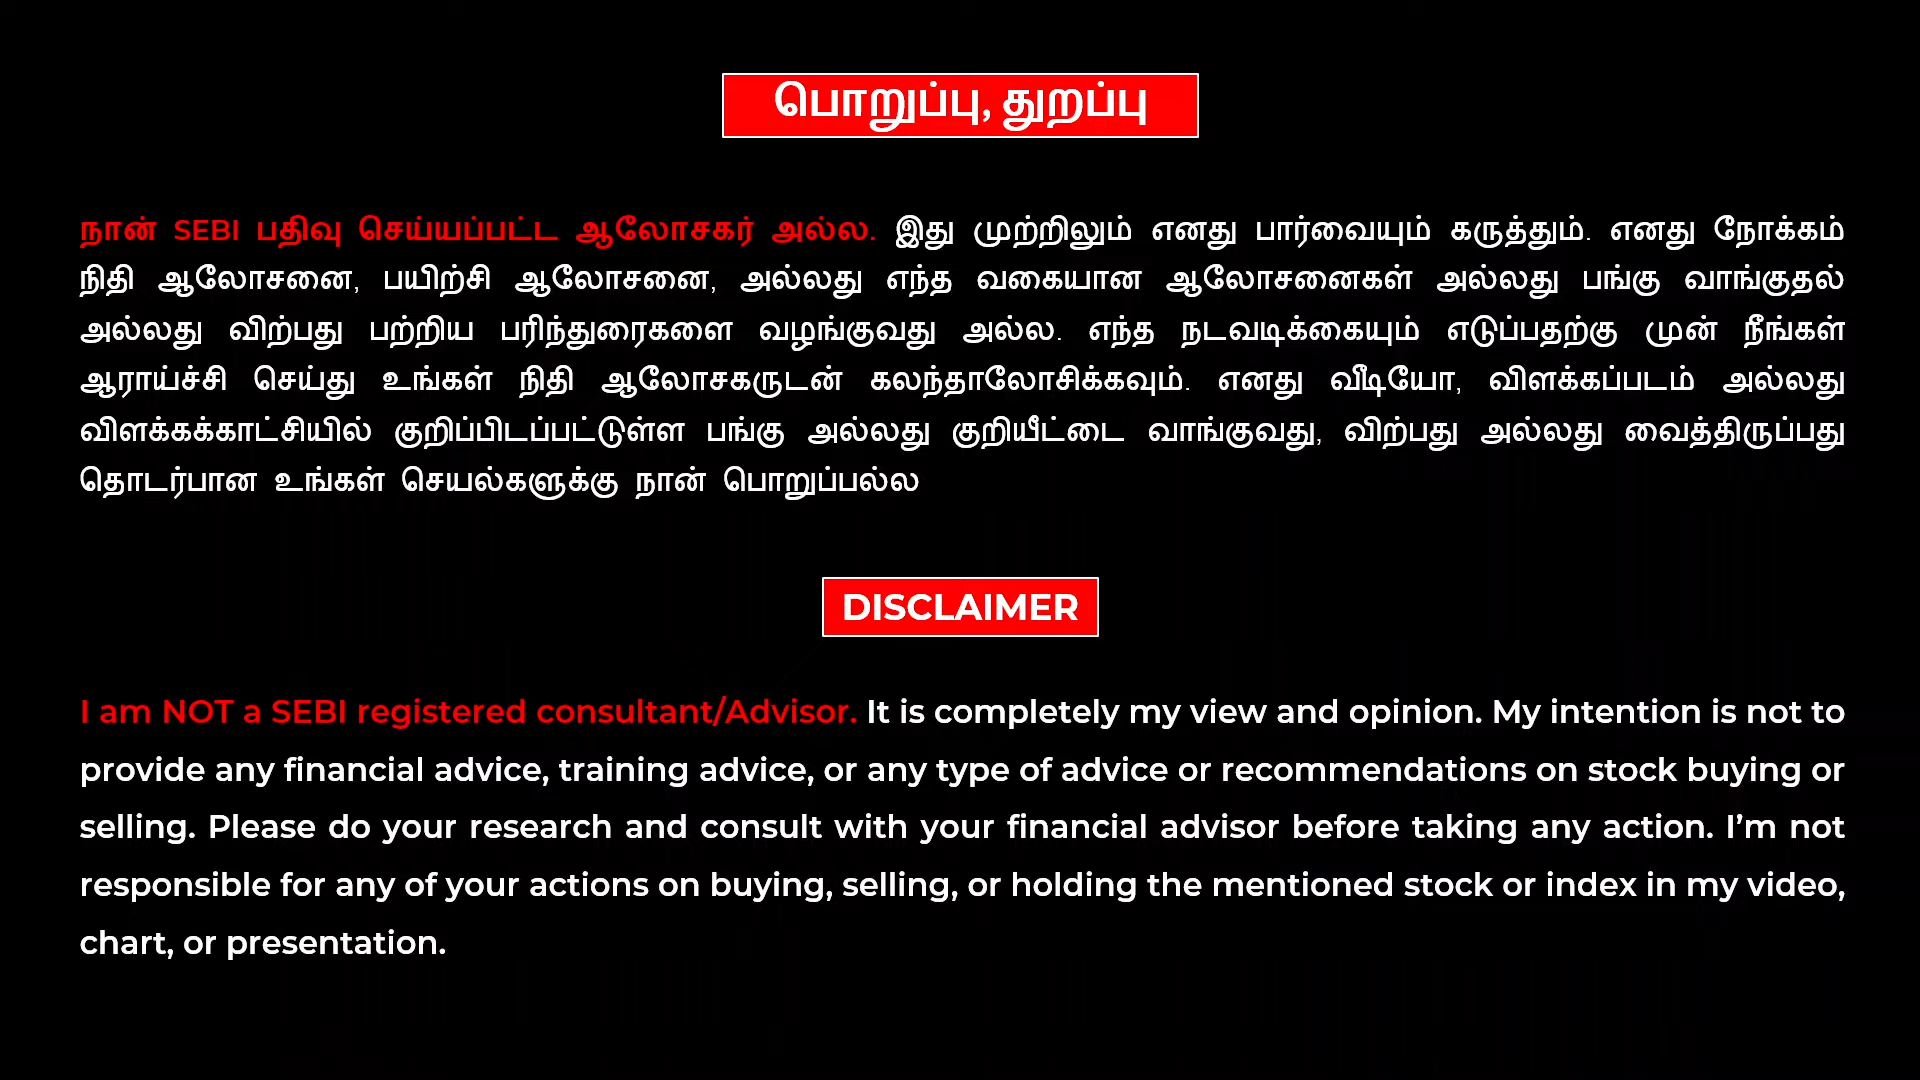 பொறுப்பு, துறப்பு
நான் SEBI பதிவு செய்யப்பட்ட ஆலோசகர் அல்ல. இது முற்றிலும் எனது பார்வையும் கருத்தும். எனது நோக்கம்
நிதி ஆலோசனை, பயிற்சி ஆலோசனை, அல்லது எந்த வகையான ஆலோசனைகள் அல்லது பங்கு வாங்குதல்
அல்லது விற்பது பற்றிய பரிந்துரைகளை வழங்குவது அல்ல. எந்த நடவடிக்கையும் எடுப்பதற்கு முன் நீங்கள்
ஆராய்ச்சி செய்து உங்கள் நிதி ஆலோசகருடன் கலந்தாலோசிக்கவும். எனது வீடியோ, விளக்கப்படம் அல்லது
விளக்கக்காட்சியில் குறிப்பிடப்பட்டுள்ள பங்கு அல்லது குறியீட்டை வாங்குவது, விற்பது அல்லது வைத்திருப்பது
தொடர்பான உங்கள் செயல்களுக்கு நான் பொறுப்பல்ல
DISCLAIMER
I am NOT a SEBI registered consultant/Advisor. It is completely my view and opinion. My intention is not to
provide any financial advice, training advice, or any type of advice or recommendations on stock buying or
selling. Please do your research and consult with your financial advisor before taking any action. I’m not
responsible for any of your actions on buying, selling, or holding the mentioned stock or index in my video,
chart, or presentation.